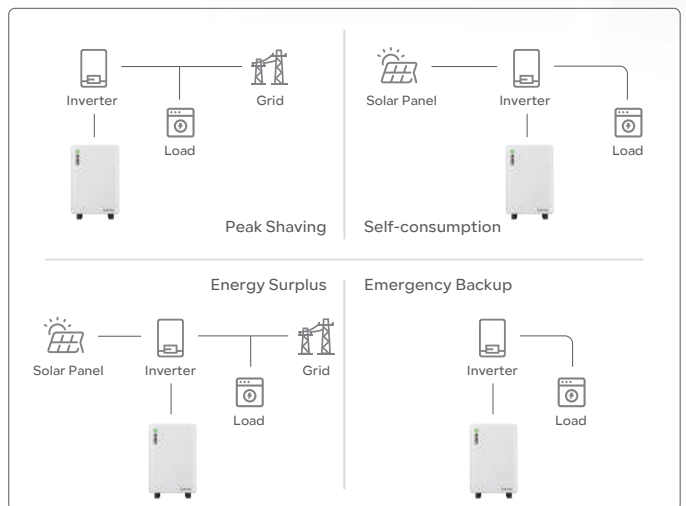 Inverter
Grid
Load
Peak Shaving
Solar Panel
Inverter
Load
Self-consumption
Energy Surplus
Solar Panel
Inverter
Grid
Load
Emergency Backup
Inverter
Load